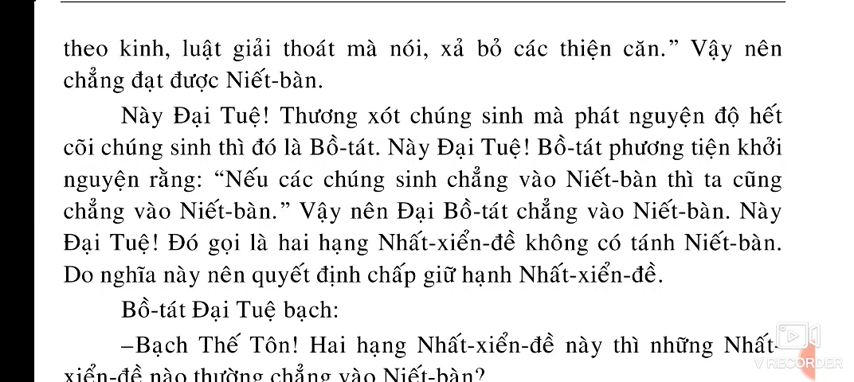 theo kinh, luật giải thoát mà nói, xả bỏ các thiện căn.” Vậy nên
chẳng đạt được Niết-bàn.
Này Đại Tuệ! Thương xót chúng sinh mà phát nguyện độ hết
cõi chúng sinh thì đó là Bồ-tát. Này Đại Tuệ! Bồ-tát phương tiện khởi
nguyện rằng: “Nếu các chúng sinh chẳng vào Niết-bàn thì ta cũng
chẳng vào Niết-bàn.” Vậy nên Đại Bồ-tát chẳng vào Niết-bàn. Này
Đại Tuệ! Đó gọi là hai hạng Nhất-xiển-đề không có tánh Niết-bàn.
Do nghĩa này nên quyết định chấp giữ hạnh Nhất-xiển-đề.
Bồ-tát Đại Tuệ bạch:
–Bạch Thế Tôn! Hai hạng Nhất-xiển-đề này thì những Nhất-
xiển-đề nào thường chẳng vào Niết-bàn?
V RECORDER